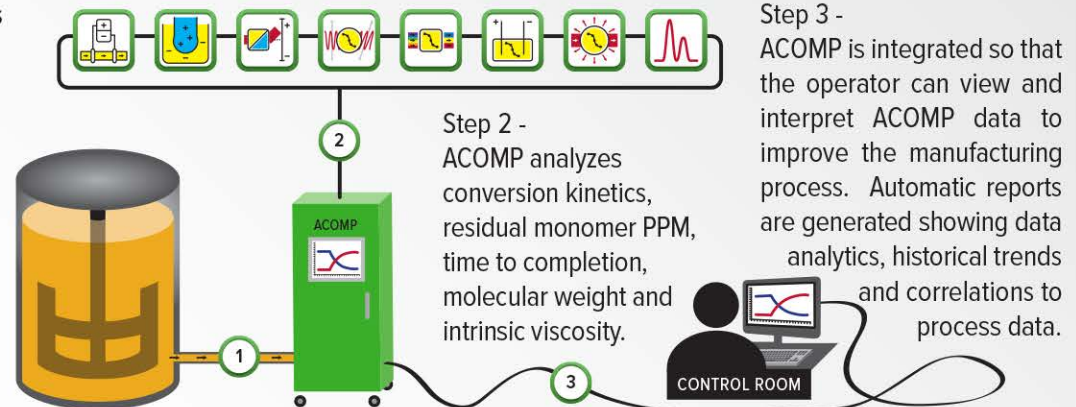 s
2
Step 2 -
ACOMP analyzes
conversion kinetics,
residual monomer PPM,
time to completion,
molecular weight and
intrinsic viscosity.
Step 3 -
ACOMP is integrated so that
the operator can view and
interpret ACOMP data to
improve the manufacturing
process. Automatic reports
are generated showing data
analytics, historical trends
and correlations to
process data.
ACOMP
1
3
CONTROL ROOM